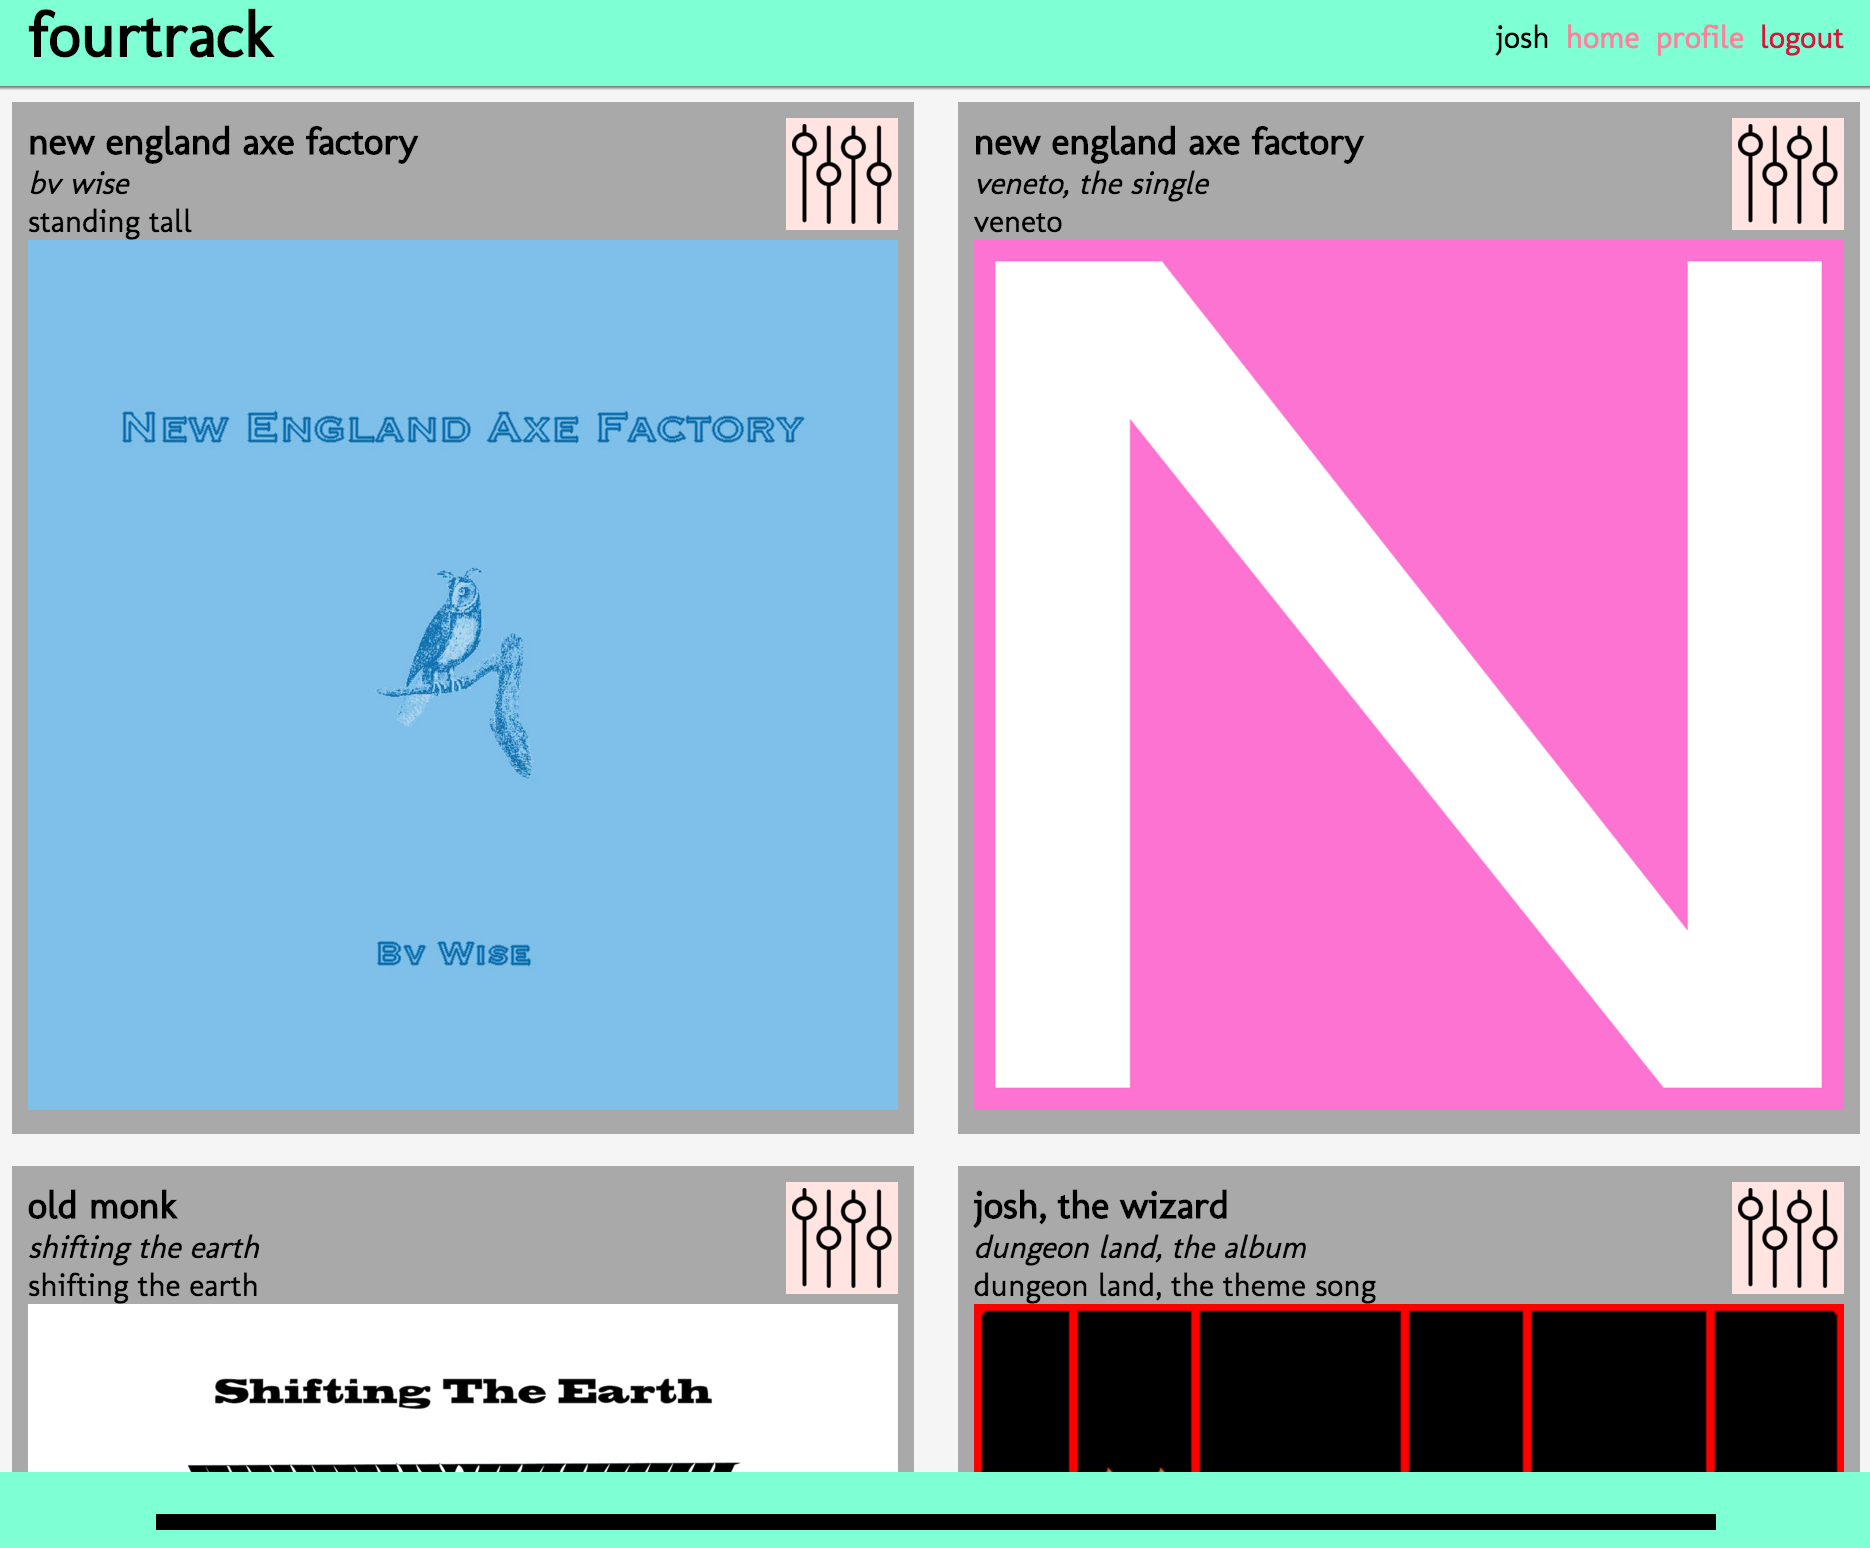 fourtrack
josh home profile logout
new england axe factory
bv wise
standing tall
New England Axe Factory
Bv Wise
new england axe factory
veneto, the single
veneto
N
old monk
shifting the earth
shifting the earth
Shifting The Earth
josh, the wizard
dungeon land, the album
dungeon land, the theme song